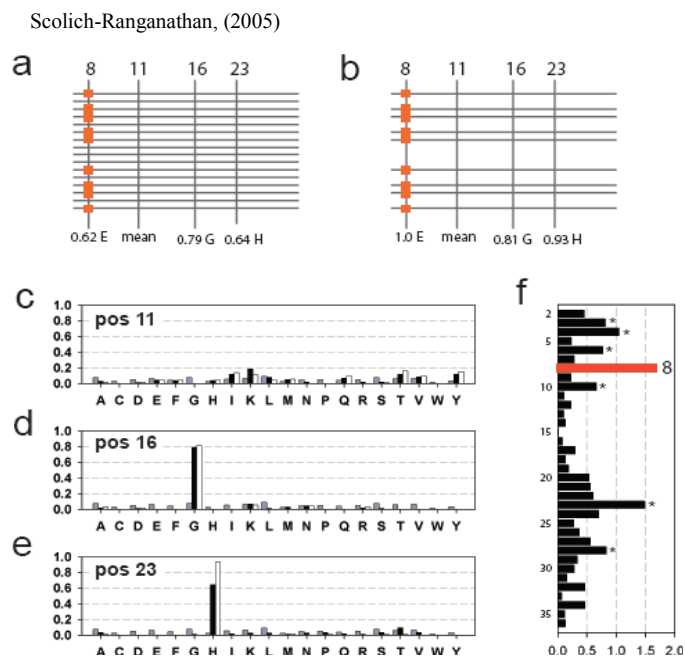 Scolich-Ranganathan, (2005)
a
8 11 16 23
0.62 E mean 0.79 G 0.64 H
b
8 11 16 23
1.0 E mean 0.81 G 0.93 H
c
pos 11
1.0
0.8
0.6
0.4
0.2
0.0
A C D E F G H I K L M N P Q R S T V W Y
d
pos 16
1.0
0.8
0.6
0.4
0.2
0.0
A C D E F G H I K L M N P Q R S T V W Y
e
pos 23
1.0
0.8
0.6
0.4
0.2
0.0
A C D E F G H I K L M N P Q R S T V W Y
f
2
*
*
5
*
8
10
*
15
20
*
25
*
30
35
0.0 0.5 1.0 1.5 2.0